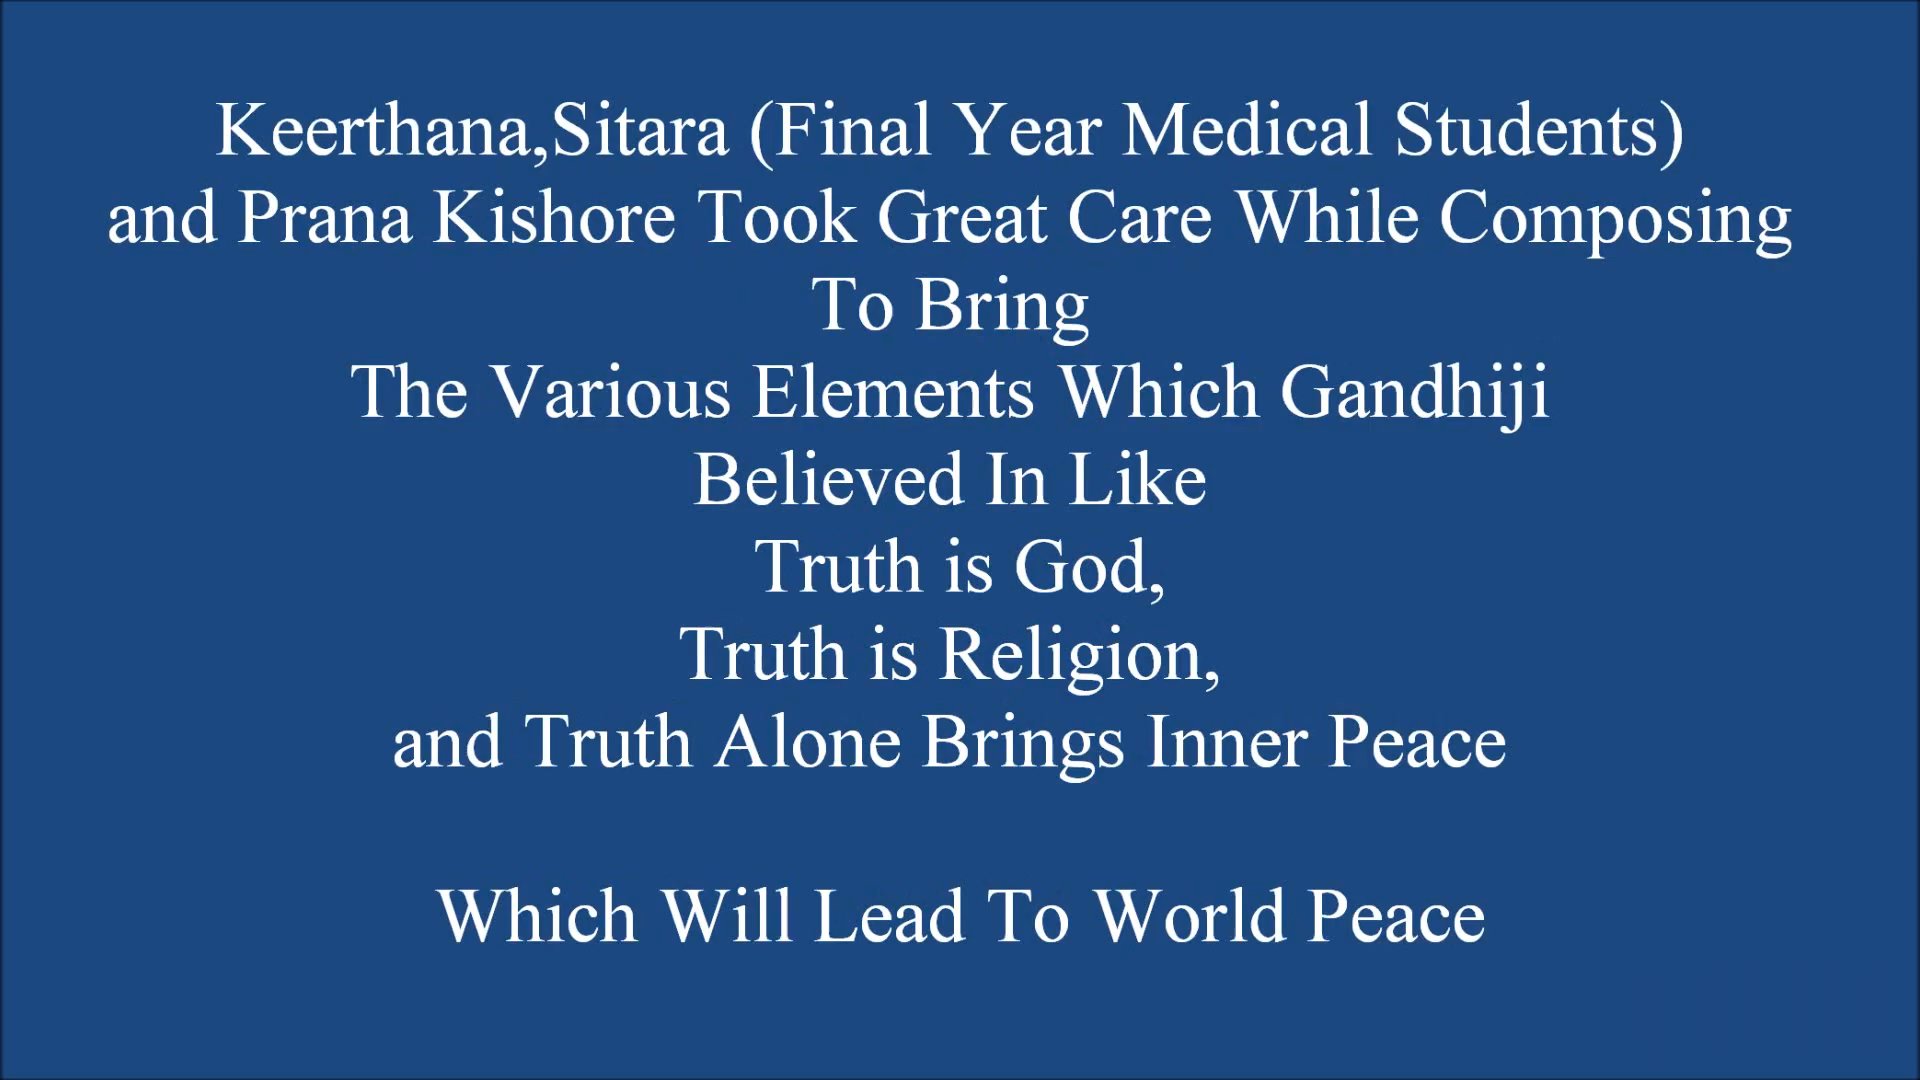 Keerthana,Sitara (Final Year Medical Students)
and Prana Kishore Took Great Care While Composing
To Bring
The Various Elements Which Gandhiji
Believed In Like
Truth is God,
Truth is Religion,
and Truth Alone Brings Inner Peace
Which Will Lead To World Peace